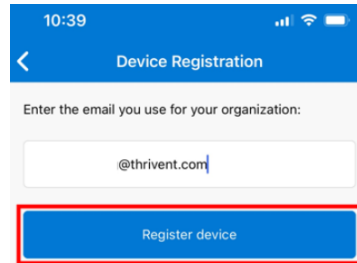 10:39
Device Registration
Enter the email you use for your organization:
@thrivent.com
Register device